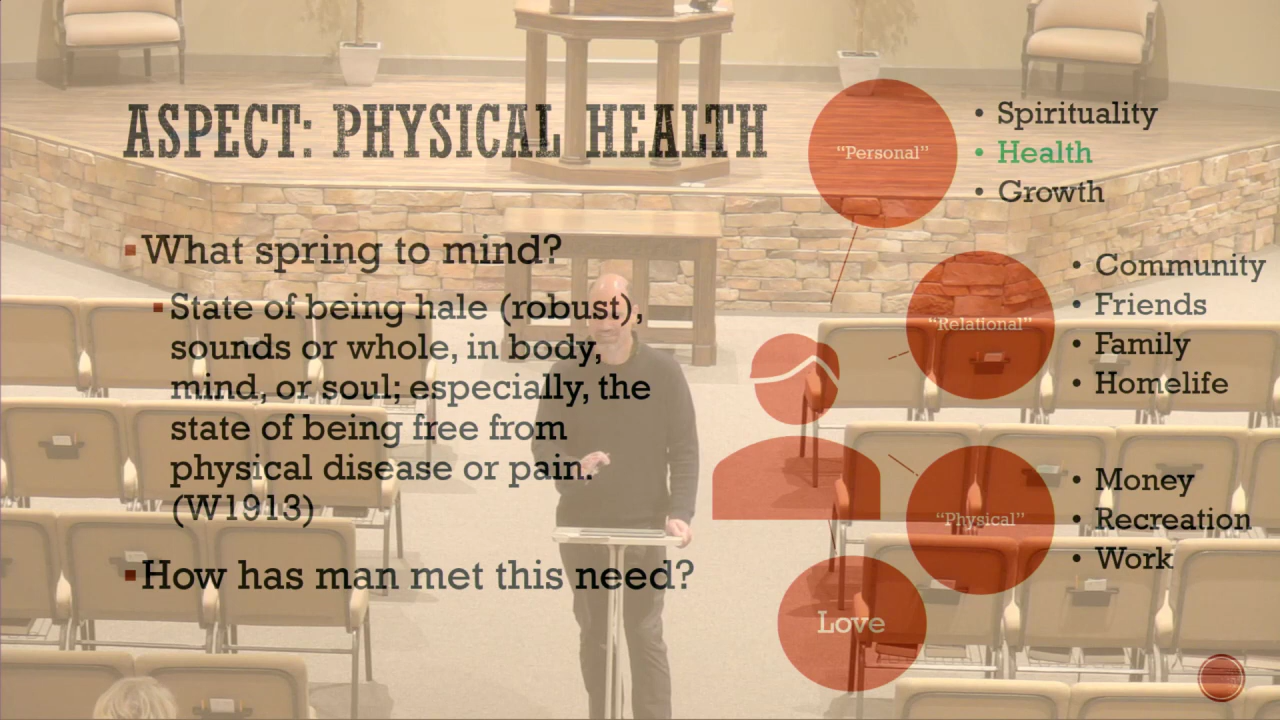 ASPECT: PHYSICAL HEALTH
What spring to mind?
State of being hale (robust),
sounds or whole, in body,
mind, or soul; especially, the
state of being free from
physical disease or pain.
(W1913)
How has man met this need?
“Personal”
• Spirituality
• Health
• Growth
“Relational”
• Community
• Friends
• Family
• Homelife
“Physical”
• Money
• Recreation
• Work
Love